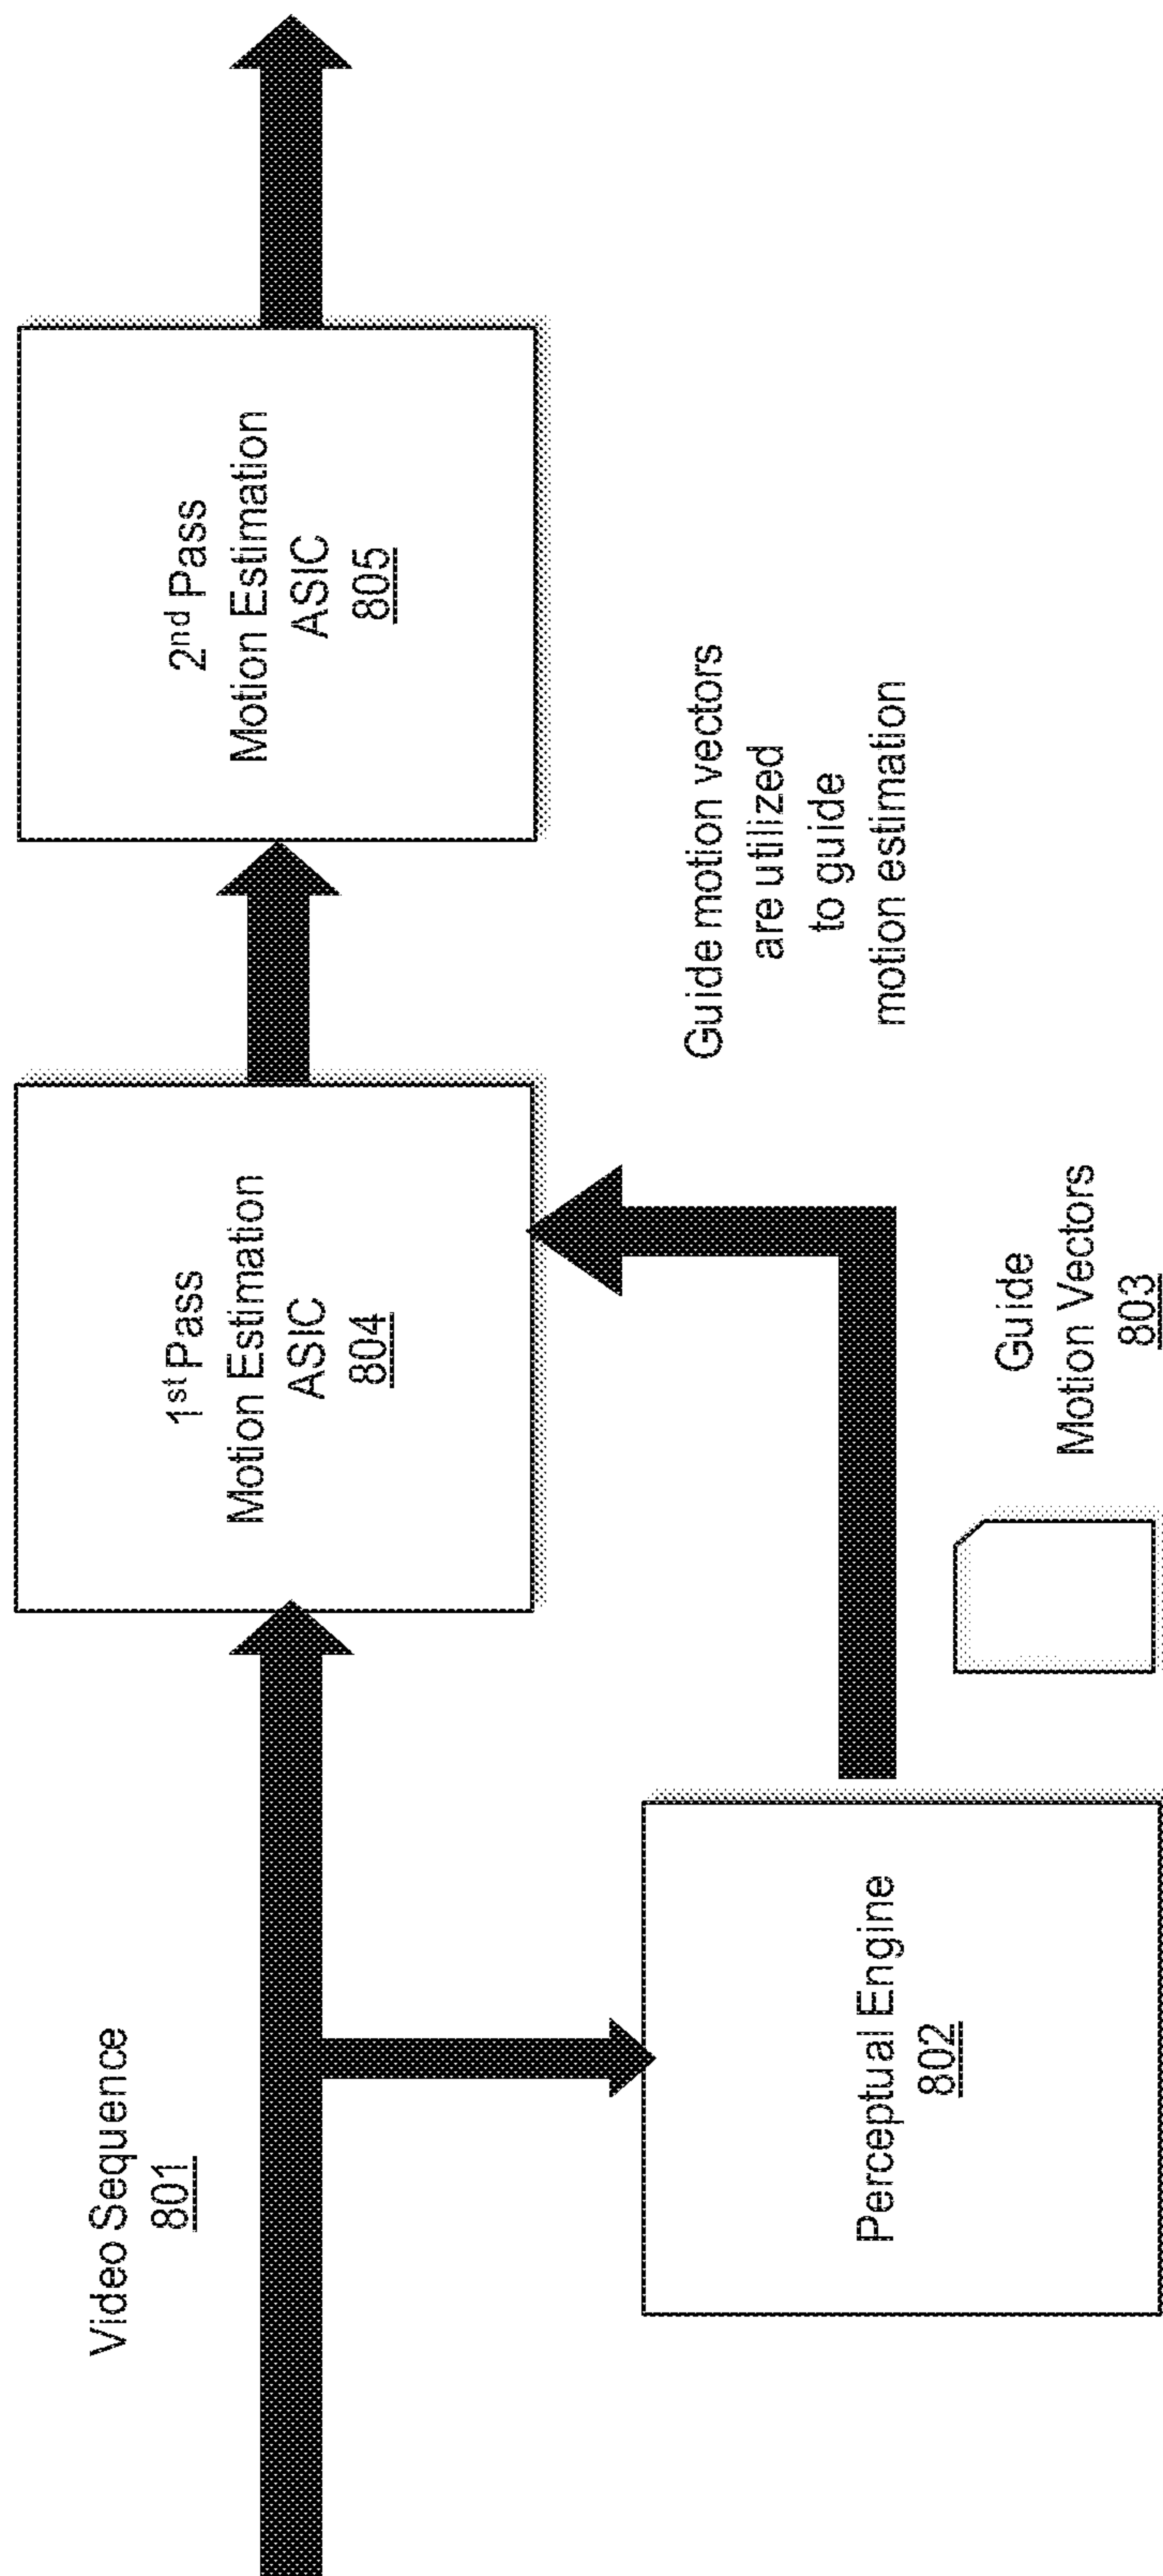 Video Sequence
801
1st Pass
Motion Estimation
ASIC
804
2nd Pass
Motion Estimation
ASIC
805
Perceptual Engine
802
Guide
Motion Vectors
803
Guide motion vectors
are utilized
to guide
motion estimation